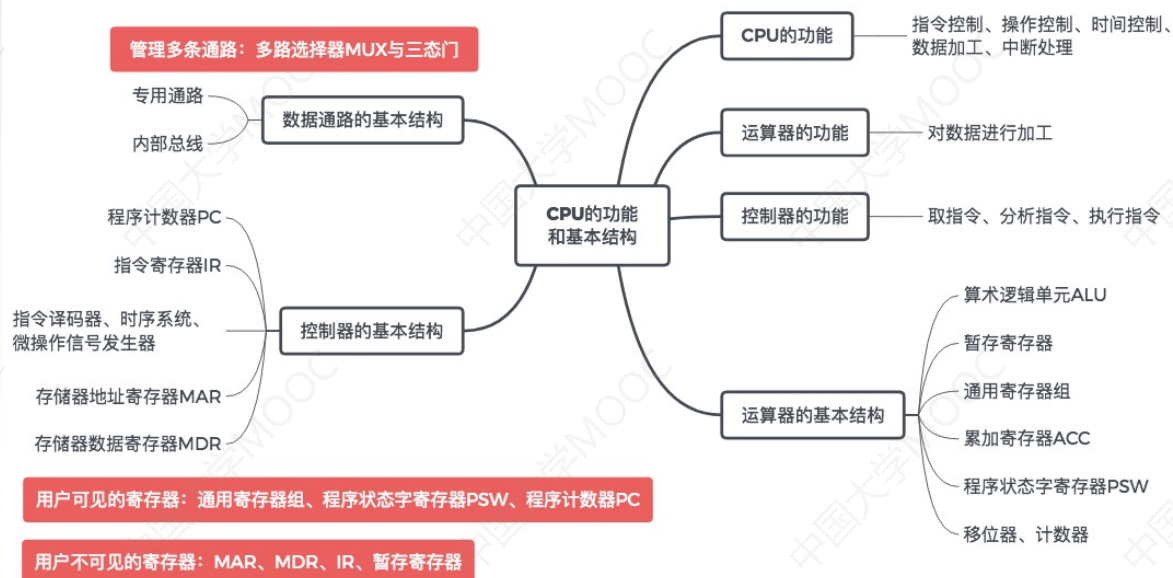 管理多条通路：多路选择器MUX与三态门
专用通路
数据通路的基本结构
内部总线
程序计数器PC
指令寄存器IR
指令译码器、时序系统、
微操作信号发生器
控制器的基本结构
存储器地址寄存器MAR
存储器数据寄存器MDR
用户可见的寄存器：通用寄存器组、程序状态字寄存器PSW、程序计数器PC
用户不可见的寄存器：MAR、MDR、IR、暂存寄存器
CPU的功能
和基本结构
CPU的功能
指令控制、操作控制、时间控制、
数据加工、中断处理
运算器的功能
对数据进行加工
控制器的功能
取指令、分析指令、执行指令
运算器的基本结构
算术逻辑单元ALU
暂存寄存器
通用寄存器组
累加寄存器ACC
程序状态字寄存器PSW
移位器、计数器
中国大学MOOC